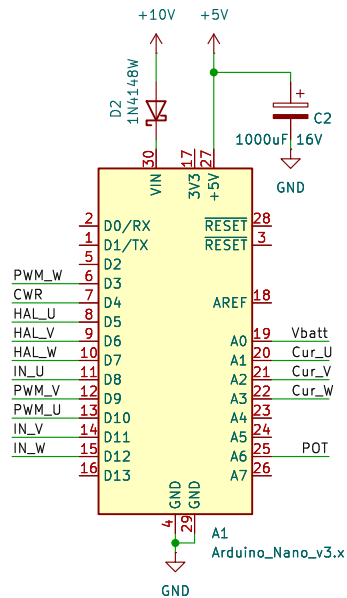 +10V +5V
D2
1N4148W
+
C2
1000uF 16V
GND
30 17 27
VIN 3V3 +5V
2 D0/RX RESET 28
1 D1/TX RESET 3
5 D2
PWM_W 6 D3
CWR 7 D4 AREF 18
HAL_U 8 D5
HAL_V 9 D6 A0 19 Vbatt
HAL_W 10 D7 A1 20 Cur_U
IN_U 11 D8 A2 21 Cur_V
PWM_V 12 D9 A3 22 Cur_W
PWM_U 13 D10 A4 23
IN_V 14 D11 A5 24
IN_W 15 D12 A6 25 POT
16 D13 A7 26
GND GND
4 29
A1
Arduino_Nano_v3.x
GND